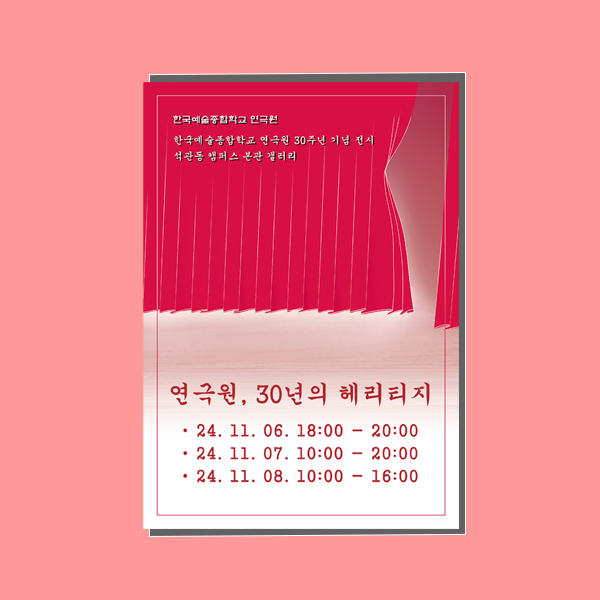 한국예술종합학교 연극원
한국예술종합학교 연극원 30주년 기념 전시
석관동 캠퍼스 본관 갤러리
연극원, 30년의 헤리티지
• 24. 11. 06. 18:00 – 20:00
• 24. 11. 07. 10:00 – 20:00
• 24. 11. 08. 10:00 – 16:00